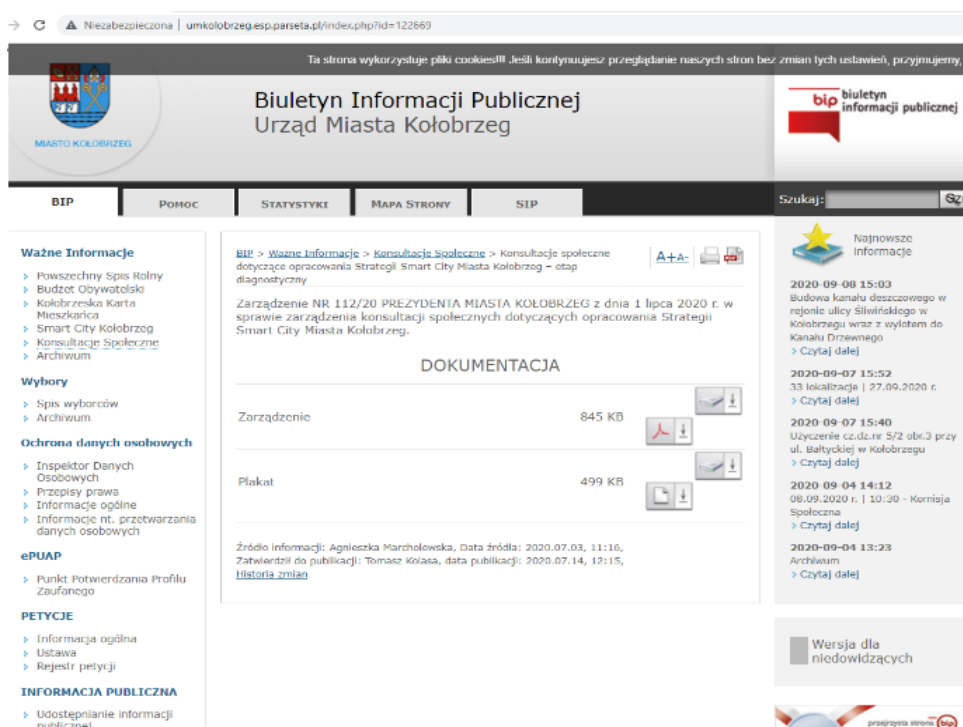 Niezabezpieczona | umkolobrzeg.esp.parseta.pl/index.php?id=122669
Ta strona wykorzystuje pliki cookies!!! Jeśli kontynuujesz przeglądanie naszych stron bez zmian tych ustawień, przyjmujemy,
MIASTO KOŁOBRZEG
Biuletyn Informacji Publicznej
Urząd Miasta Kołobrzeg
bip biuletyn
informacji publicznej
BIP
POMOC
STATYSTYKI
MAPA STRONY
SIP
Szukaj:
Ważne Informacje
Powszechny Spis Rolny
Budżet Obywatelski
Kołobrzeska Karta
Mieszkańca
Smart City Kołobrzeg
Konsultacje Społeczne
Archiwum
Wybory
Spis wyborców
Archiwum
Ochrona danych osobowych
Inspektor Danych
Osobowych
Przepisy prawa
Informacje ogólne
Informacje nt. przetwarzania
danych osobowych
ePUAP
Punkt Potwierdzania Profilu
Zaufanego
PETYCJE
Informacja ogólna
Ustawa
Rejestr petycji
INFORMACJA PUBLICZNA
Udostępnianie informacji
publicznej
BIP > Ważne Informacje > Konsultacje Społeczne > Konsultacje społeczne
dotyczące opracowania Strategii Smart City Miasta Kołobrzeg – etap
diagnostyczny
A+A-
Zarządzenie NR 112/20 PREZYDENTA MIASTA KOŁOBRZEG z dnia 1 lipca 2020 r. w
sprawie zarządzenia konsultacji społecznych dotyczących opracowania Strategii
Smart City Miasta Kołobrzeg.
DOKUMENTACJA
Zarządzenie 845 KB
Plakat 499 KB
Źródło informacji: Agnieszka Marcholewska, Data źródła: 2020.07.03, 11:16,
Zatwierdził do publikacji: Tomasz Kolasa, data publikacji: 2020.07.14, 12:15,
Historia zmian
Najnowsze
informacje
2020-09-08 15:03
Budowa kanału deszczowego w
rejonie ulicy Śliwińskiego w
Kołobrzegu wraz z wylotem do
Kanału Drzewnego
> Czytaj dalej
2020-09-07 15:52
33 lokalizacje | 27.09.2020 r.
> Czytaj dalej
2020-09-07 15:40
Użyczenie cz.dz.nr 5/2 obr.3 przy
ul. Bałtyckiej w Kołobrzegu
> Czytaj dalej
2020-09-04 14:12
08.09.2020 r. | 10:30 - Komisja
Społeczna
> Czytaj dalej
2020-09-04 13:23
Archiwum
> Czytaj dalej
Wersja dla
niedowidzących
przejrzysta strona bip